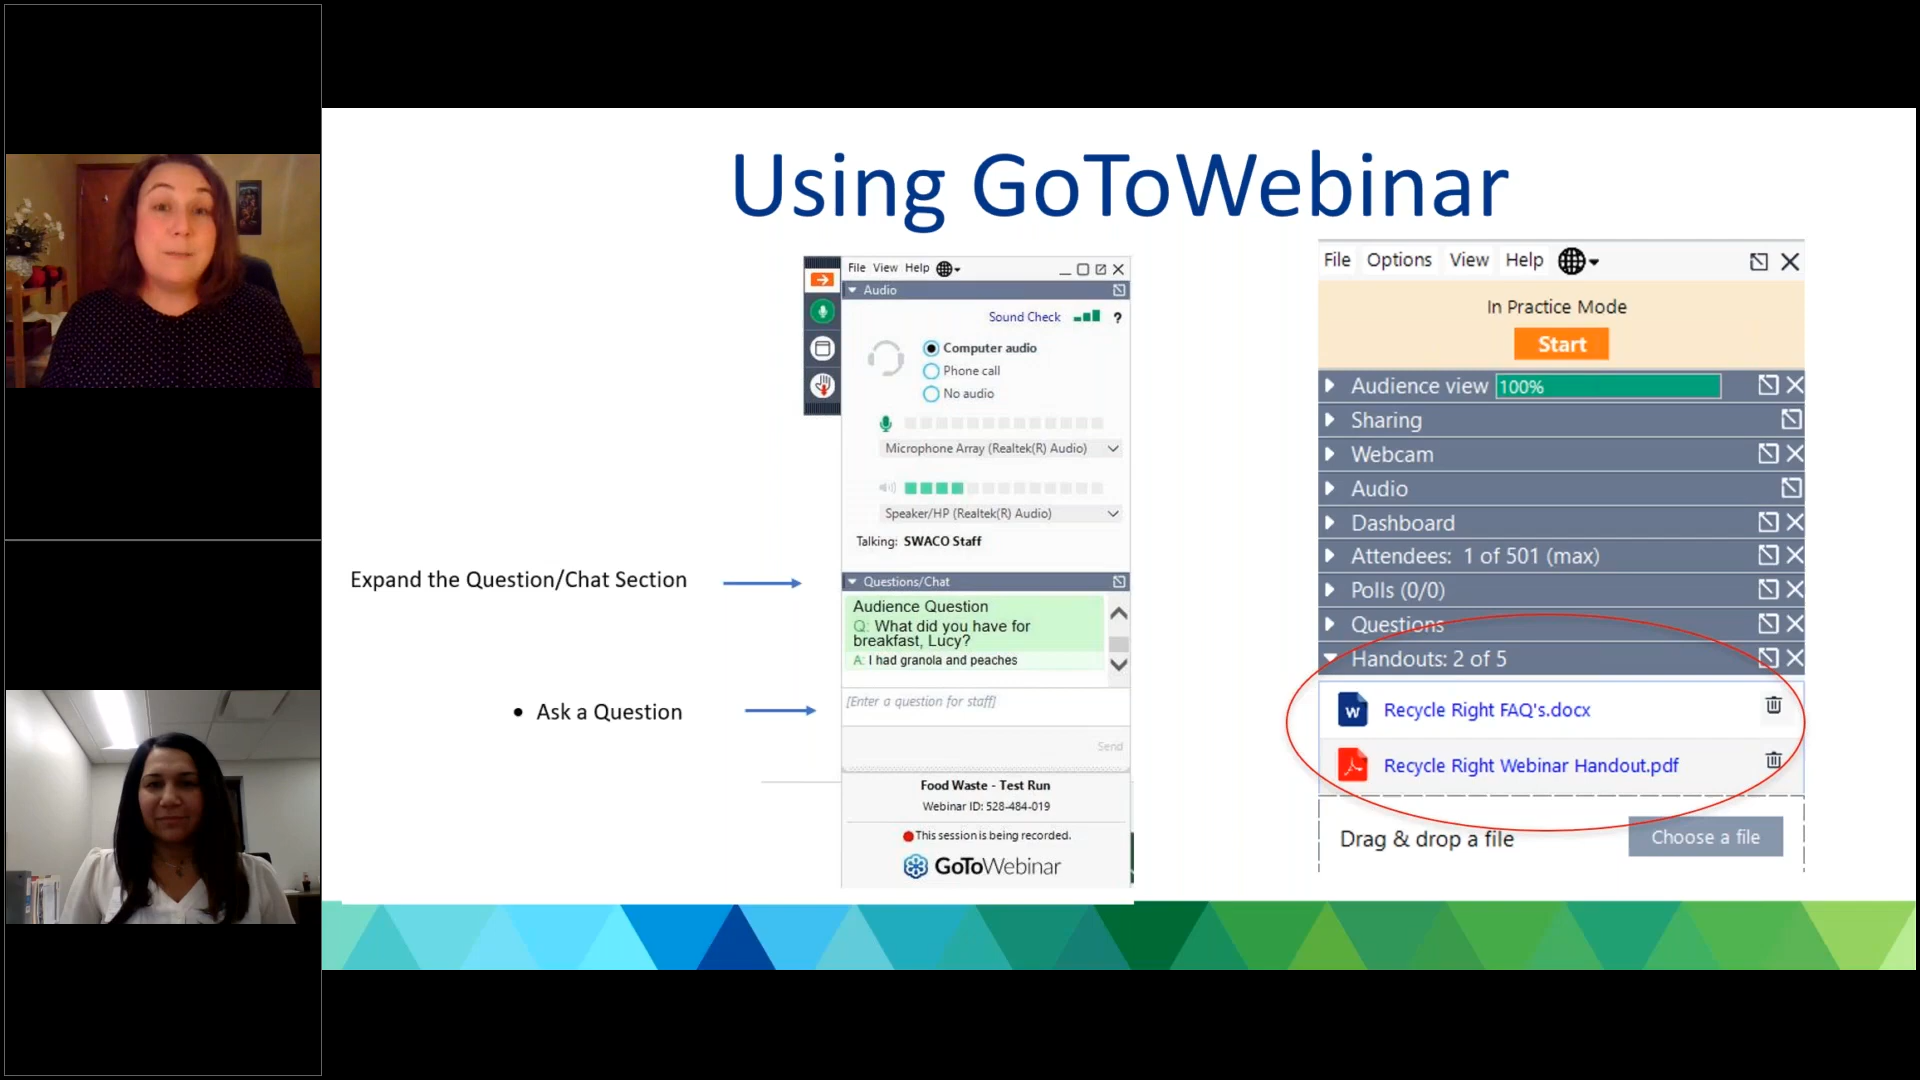 Using GoToWebinar
File View Help
Audio
Sound Check ?
Computer audio
Phone call
No audio
Microphone Array (Realtek(R) Audio)
Speaker/HP (Realtek(R) Audio)
Talking: SWACO Staff
Expand the Question/Chat Section
Questions/Chat
Audience Question
Q: What did you have for
breakfast, Lucy?
A: I had granola and peaches
• Ask a Question
[Enter a question for staff]
Send
Food Waste - Test Run
Webinar ID: 528-484-019
This session is being recorded.
GoToWebinar
File Options View Help
In Practice Mode
Start
Audience view 100%
Sharing
Webcam
Audio
Dashboard
Attendees: 1 of 501 (max)
Polls (0/0)
Questions
Handouts: 2 of 5
W Recycle Right FAQ's.docx
Recycle Right Webinar Handout.pdf
Drag & drop a file Choose a file